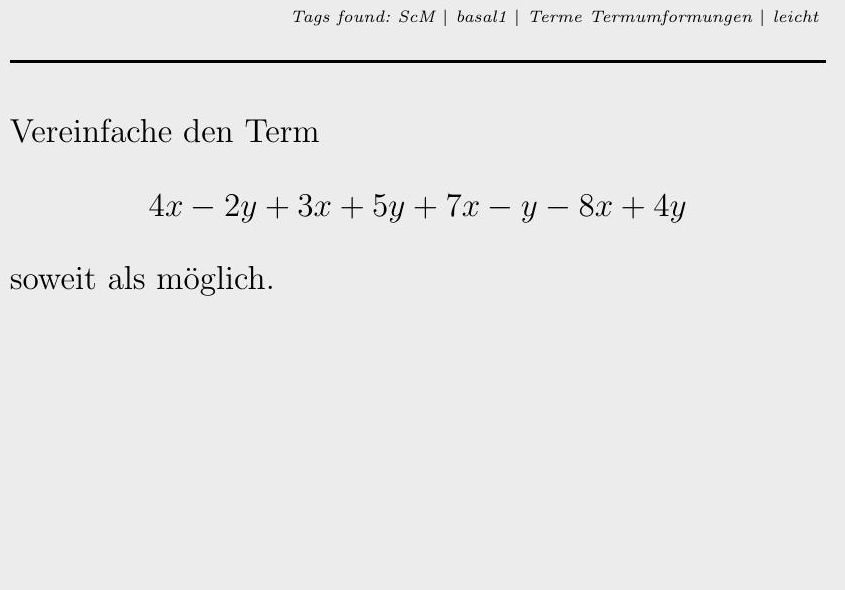 Tags found: ScM | basal1 | Terme Termumformungen | leicht
Vereinfache den Term
4x − 2y + 3x + 5y + 7x − y − 8x + 4y
soweit als möglich.